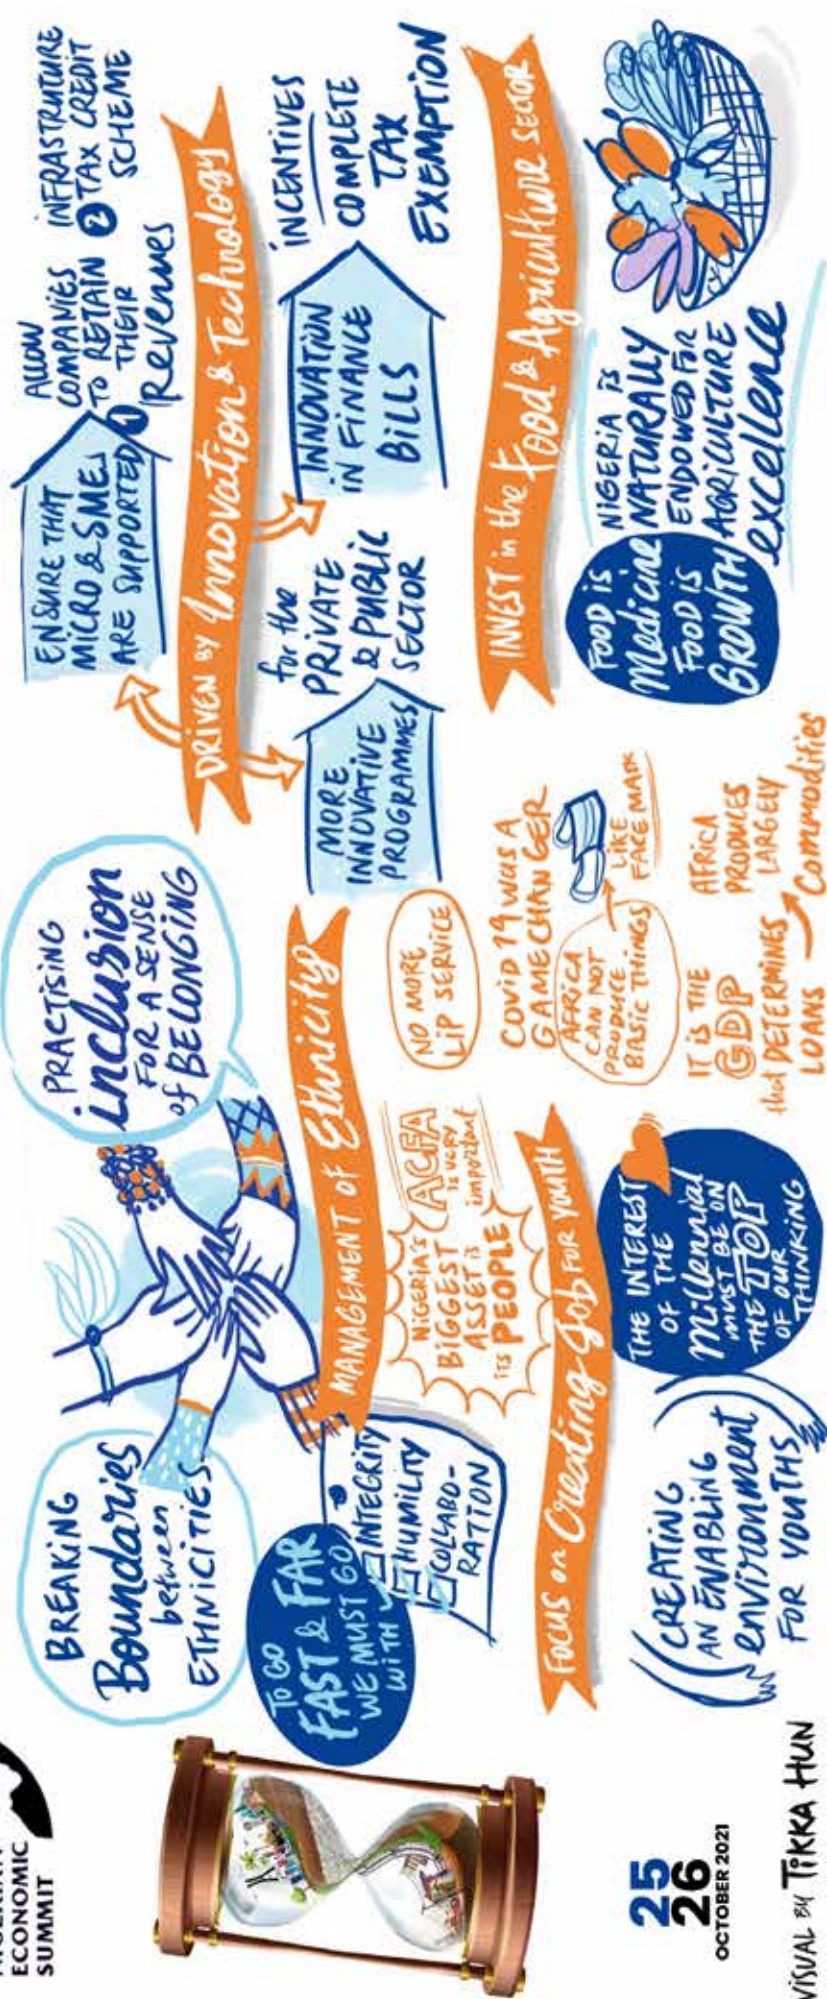 ECONOMIC
SUMMIT
25
26
OCTOBER 2021
VISUAL BY TIKKA HUN
BREAKING
Boundaries
between
ETHNICITIES
PRACTISING
inclusion
FOR A SENSE
of BELONGING
MANAGEMENT OF Ethnicity
TO GO
FAST & FAR
WE MUST GO
WITH
INTEGRITY
HUMILITY
COLLABO-
RATION
NIGERIA'S
BIGGEST
ASSET is
iTS PEOPLE
ACFA
is VERY
important
NO MORE
LIP SERVICE
FOCUS on Creating Job FOR YOUTH
CREATING
AN ENABLING
environment
FOR YOUTHS
THE INTEREST
OF THE
Millennial
MUST BE ON
THE TOP
OF OUR
THINKING
COVID 19 WAS A
GAME CHANGER
AFRICA
CAN NOT
PRODUCE
BASIC THINGS
LIKE
FACE MASK
IT IS THE
GDP
that DETERMINES
LOANS
AFRICA
PRODUCES
LARGELY
Commodities
ENSURE THAT
MICRO & SMEs
ARE SUPPORTED
1
ALLOW
COMPANIES
TO RETAIN
THEIR
Revenues
2
INFRASTRUTURE
TAX CREDIT
SCHEME
DRIVEN BY Innovation & Technology
MORE
INNOVATIVE
PROGRAMMES
for the
PRIVATE
& PUBLIC
SECTOR
INNOVATION
IN FINANCE
BILLS
INCENTIVES
COMPLETE
TAX
EXEMPTION
INVEST in the Food & Agriculture SECTOR
FOOD IS
Medicine
FOOD IS
GROWTH
NIGERIA is
NATURALLY
ENDOWED FOR
AGRICULTURE
excellence